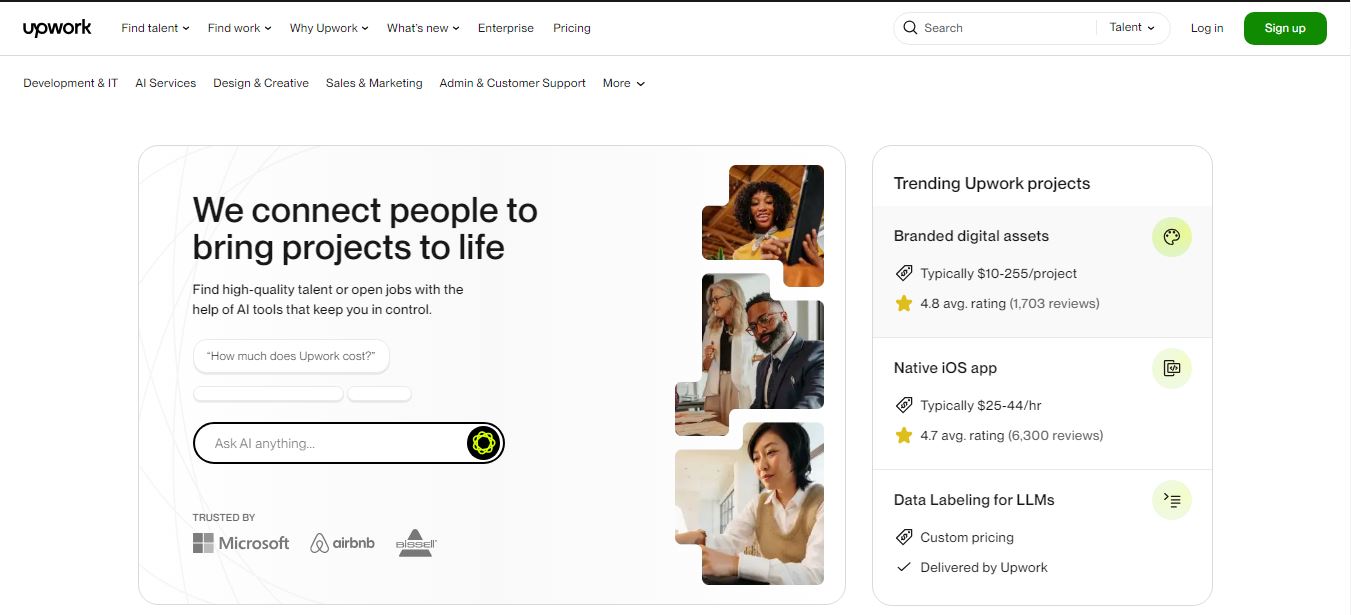 upwork Find talent Find work Why Upwork What's new Enterprise Pricing Search Talent Log in Sign up
Development & IT AI Services Design & Creative Sales & Marketing Admin & Customer Support More
We connect people to
bring projects to life
Find high-quality talent or open jobs with the
help of AI tools that keep you in control.
“How much does Upwork cost?”
Ask AI anything...
TRUSTED BY
Microsoft airbnb BISSELL
Trending Upwork projects
Branded digital assets
Typically $10-255/project
4.8 avg. rating (1,703 reviews)
Native iOS app
Typically $25-44/hr
4.7 avg. rating (6,300 reviews)
Data Labeling for LLMs
Custom pricing
Delivered by Upwork